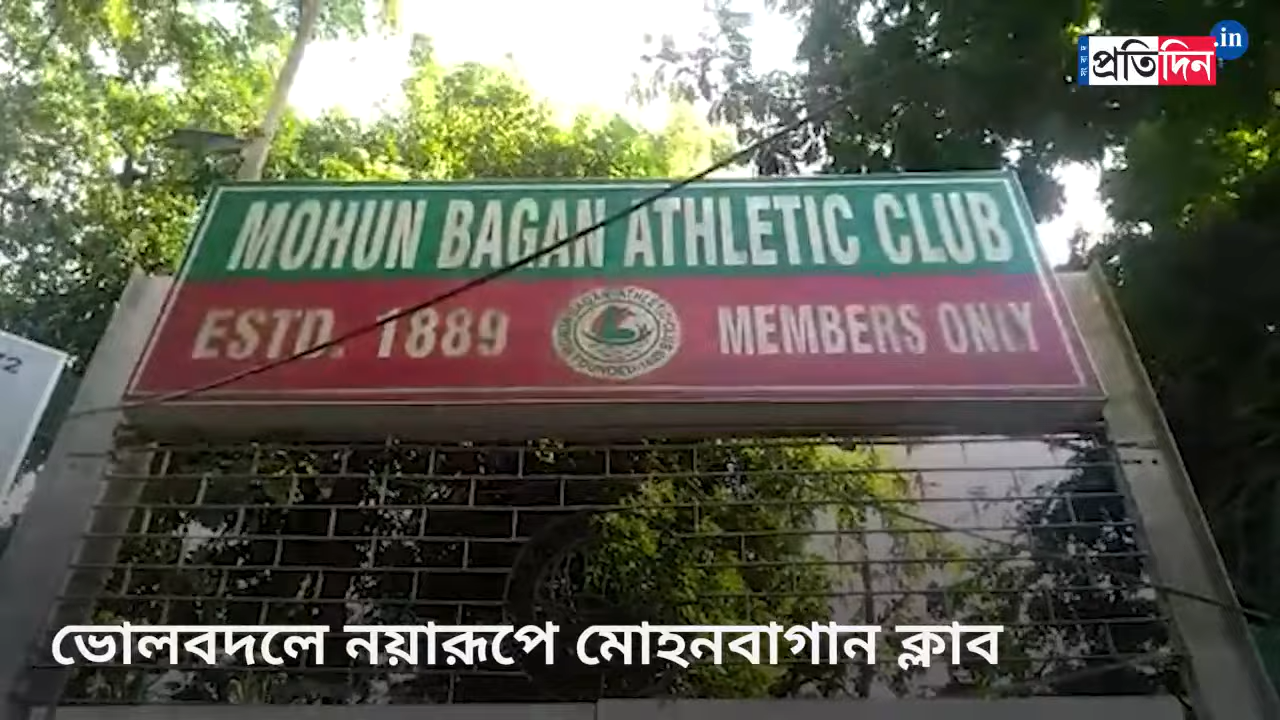 সংবাদ প্রতিদিন .in
MOHUN BAGAN ATHLETIC CLUB
ESTD. 1889
MEMBERS ONLY
ভোলবদলে নয়ারূপে মোহনবাগান ক্লাব